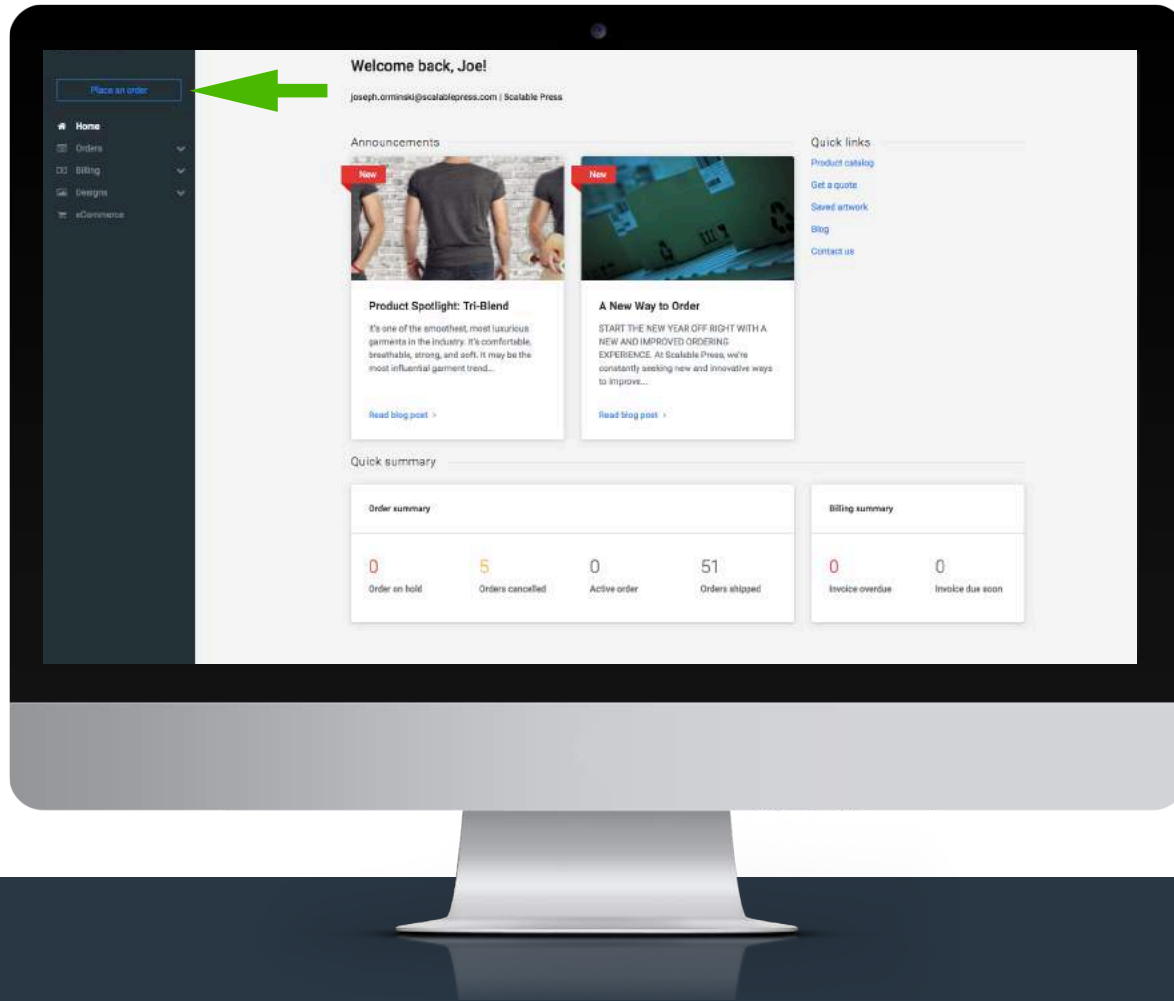 Place an order
Home
Orders
Billing
Designs
eCommerce
Welcome back, Joe!
joseph.orminski@scalablepress.com | Scalable Press
Announcements
New
Product Spotlight: Tri-Blend
It's one of the smoothest, most luxurious
garments in the industry. It's comfortable,
breathable, strong, and soft. It may be the
most influential garment trend...
Read blog post >
New
A New Way to Order
START THE NEW YEAR OFF RIGHT WITH A
NEW AND IMPROVED ORDERING
EXPERIENCE. At Scalable Press, we're
constantly seeking new and innovative ways
to improve...
Read blog post >
Quick links
Product catalog
Get a quote
Saved artwork
Blog
Contact us
Quick summary
Order summary
0
Order on hold
5
Orders cancelled
0
Active order
51
Orders shipped
Billing summary
0
Invoice overdue
0
Invoice due soon